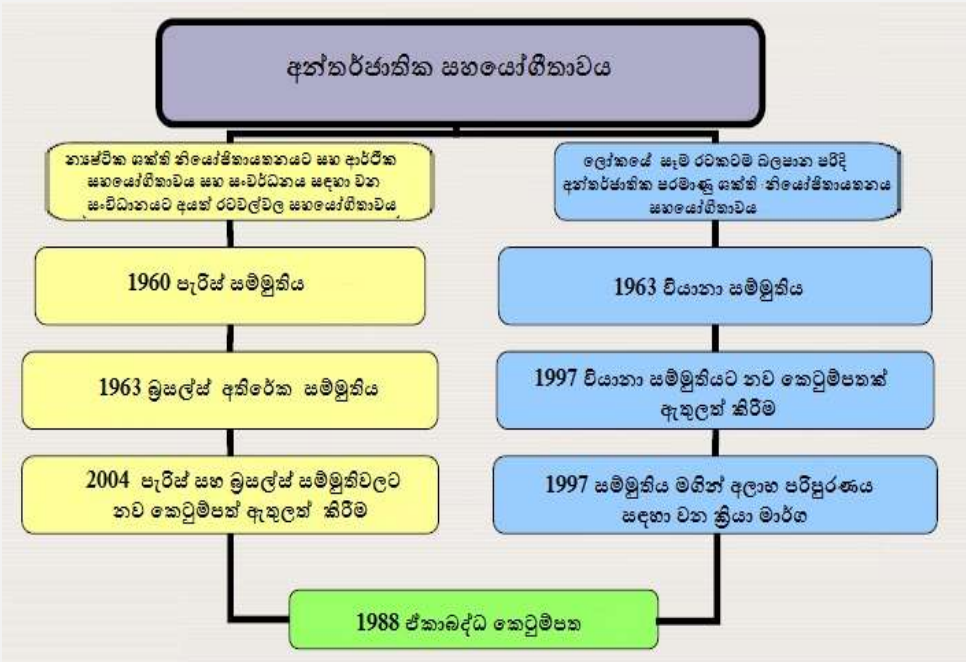 අන්තර්ජාතික සහයෝගීතාවය
න්‍යෂ්ටික ශක්ති නියෝජිතායතනයට සහ ආර්ථික
සහයෝගීතාවය සහ සංවර්ධනය සඳහා වන
සංවිධානයට අයත් රටවල්වල සහයෝගීතාවය
1960 පැරිස් සම්මුතිය
1963 බ්‍රසල්ස් අතිරේක සම්මුතිය
2004 පැරිස් සහ බ්‍රසල්ස් සම්මුතිවලට
නව කෙටුම්පත් ඇතුලත් කිරීම
ලෝකයේ සෑම රටකටම බලපාන පරිදි
අන්තර්ජාතික පරමාණු ශක්ති නියෝජිතායතනය
සහයෝගීතාවය
1963 වියානා සම්මුතිය
1997 වියානා සම්මුතියට නව කෙටුම්පතක්
ඇතුලත් කිරීම
1997 සම්මුතිය මගින් අලාභ පරිපුරණය
සඳහා වන ක්‍රියා මාර්ග
1988 ඒකාබද්ධ කෙටුම්පත